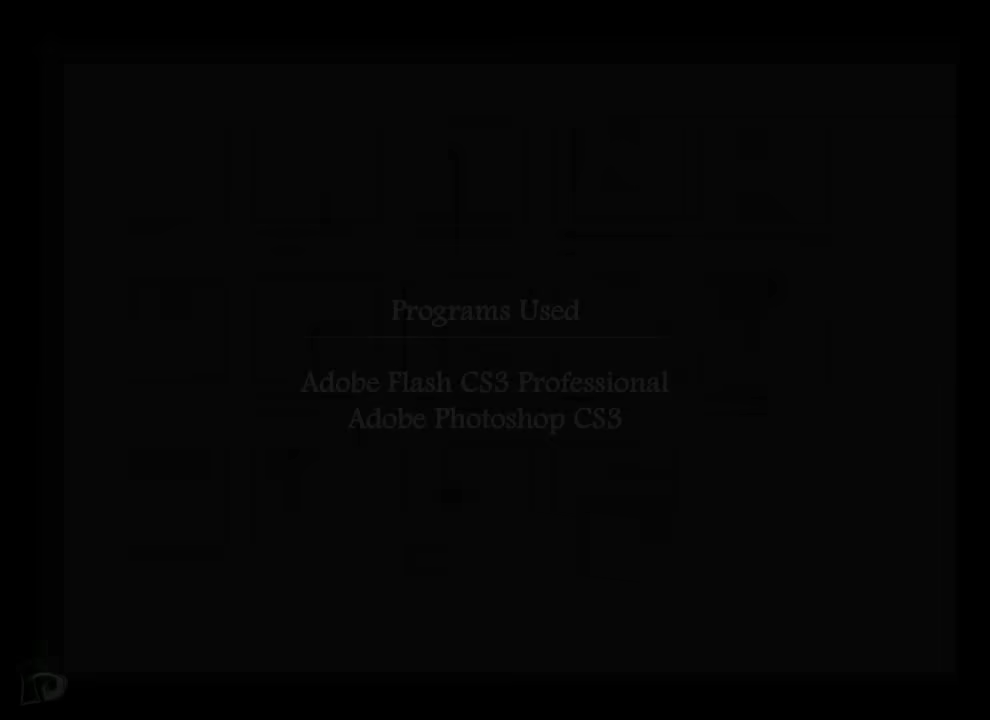 Programs Used
Adobe Flash CS3 Professional
Adobe Photoshop CS3